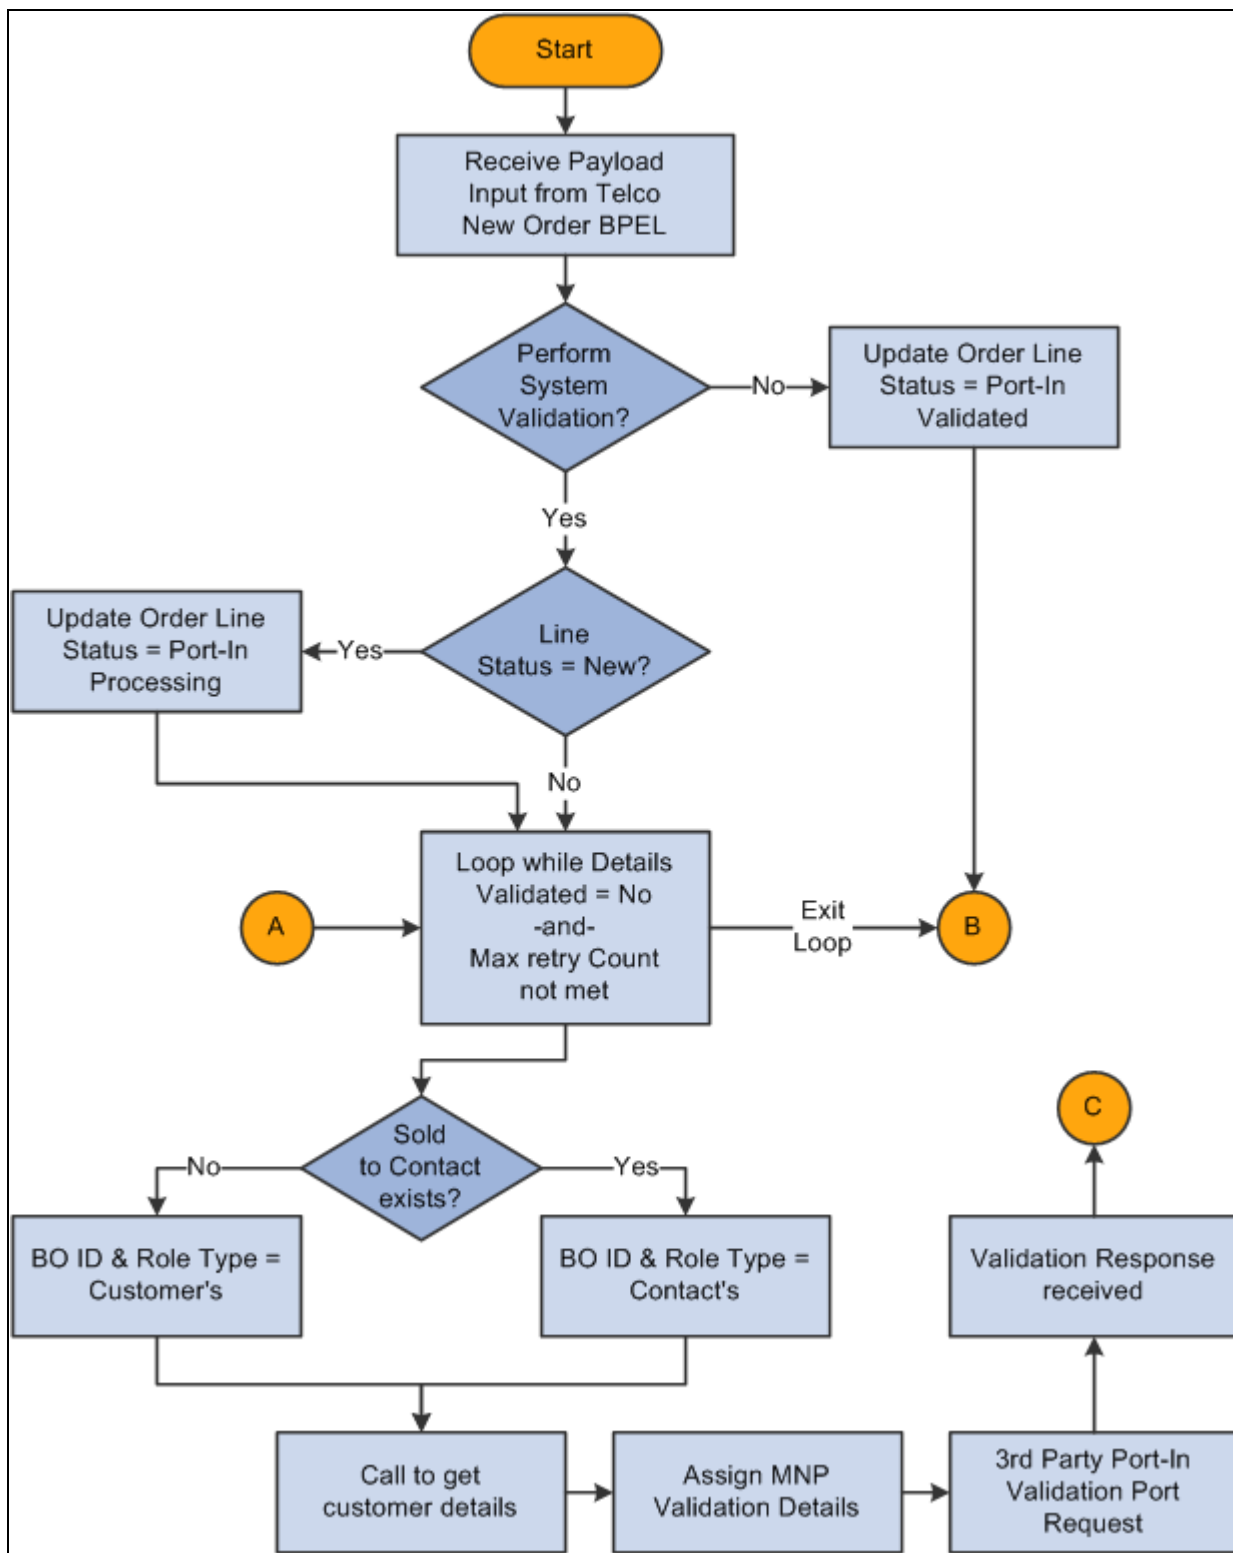 Start
Receive Payload
Input from Telco
New Order BPEL
Perform
System
Validation?
No
Update Order Line
Status = Port-In
Validated
Yes
Update Order Line
Status = Port-In
Processing
Yes
Line
Status = New?
No
A
Loop while Details
Validated = No
-and-
Max retry Count
not met
Exit
Loop
B
C
Sold
to Contact
exists?
No
Yes
BO ID & Role Type =
Customer's
BO ID & Role Type =
Contact's
Validation Response
received
Call to get
customer details
Assign MNP
Validation Details
3rd Party Port-In
Validation Port
Request